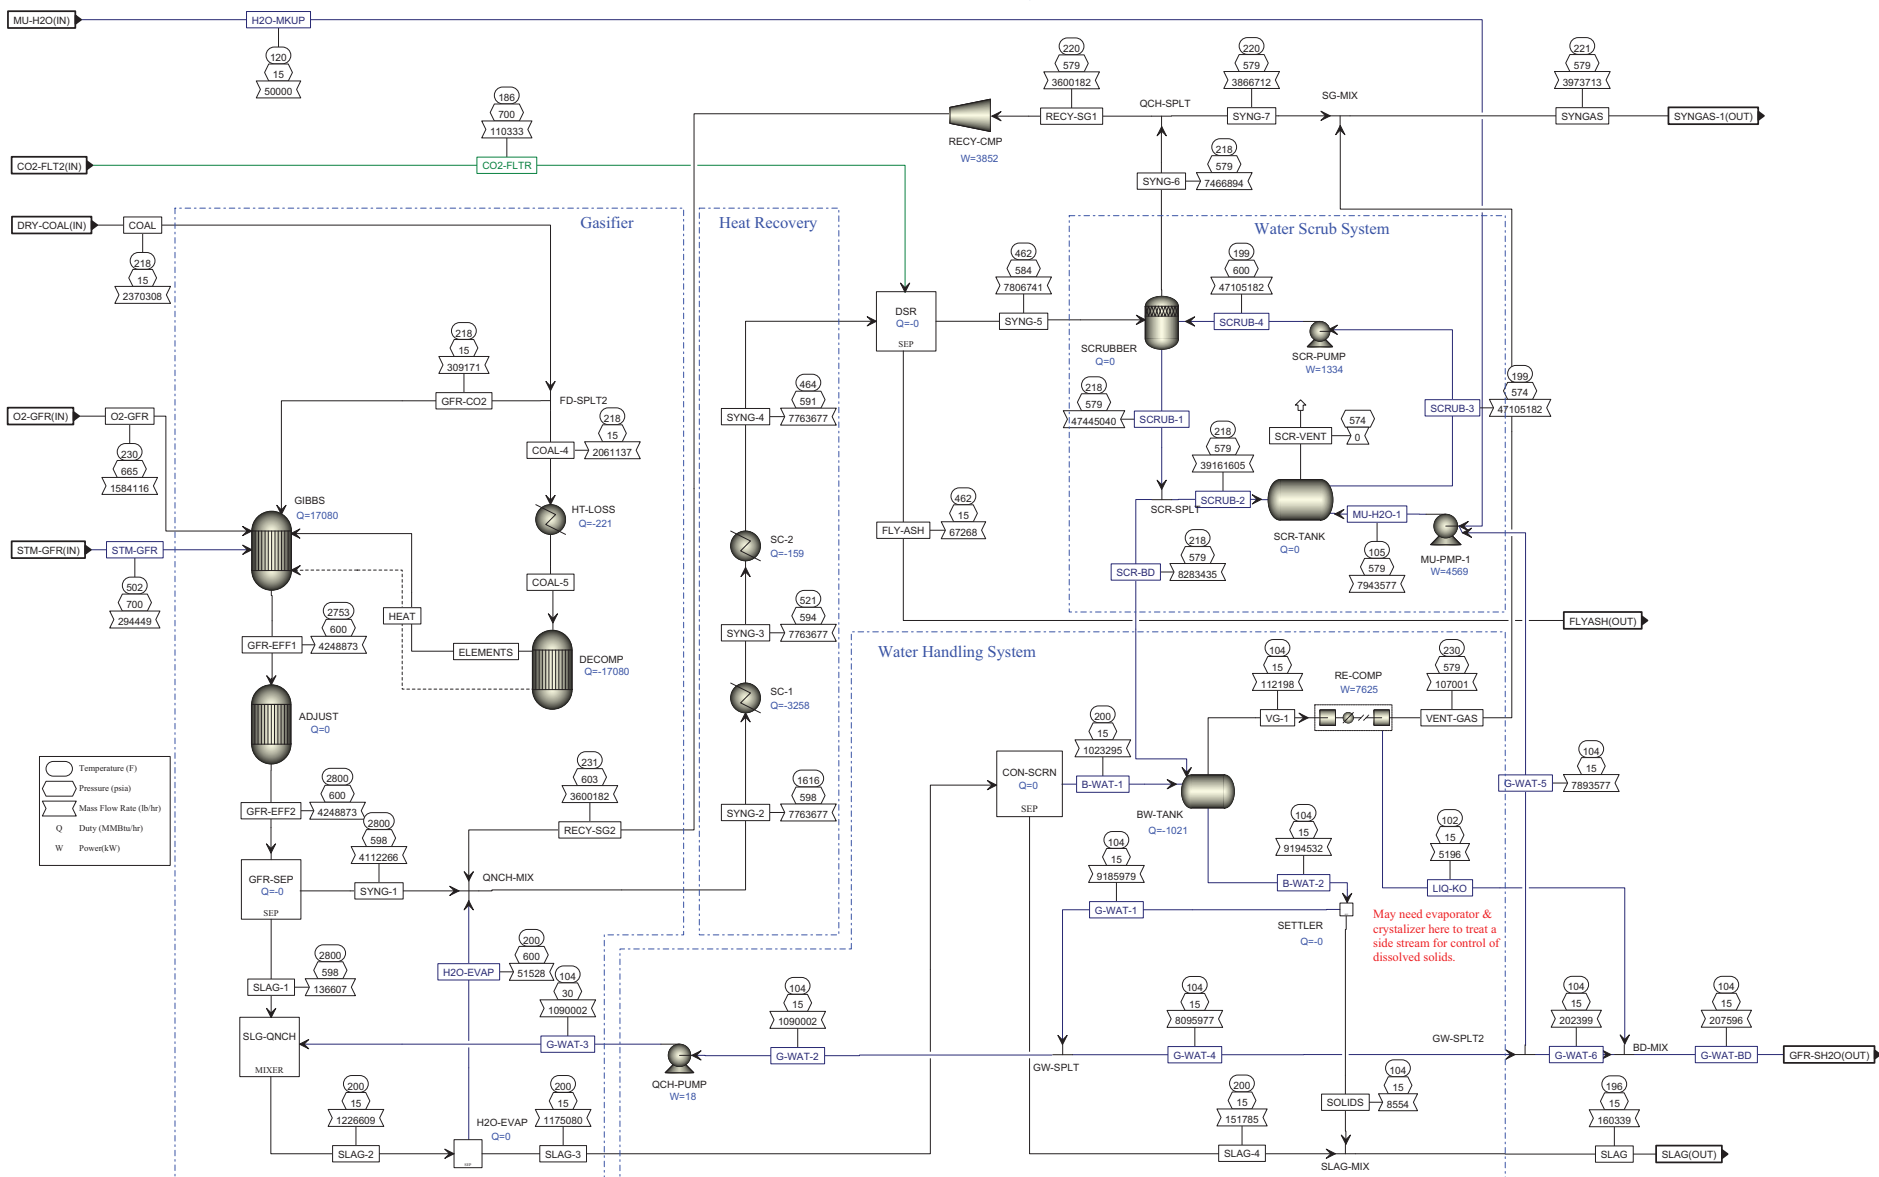 MU-H2O(IN)
H2O-MKUP
120
15
50000
CO2-FLT2(IN)
186
700
110333
CO2-FLTR
DRY-COAL(IN)
COAL
218
15
2370308
Gasifier
Heat Recovery
220
579
3600182
RECY-SG1
RECY-CMP
W=3852
QCH-SPLT
220
579
3866712
SYNG-7
SG-MIX
221
579
3973713
SYNGAS
SYNGAS-1(OUT)
218
579
7466894
SYNG-6
Water Scrub System
462
584
7806741
SYNG-5
DSR
Q=-0
SEP
199
600
47105182
SCRUB-4
SCR-PUMP
W=1334
SCRUBBER
Q=0
218
579
47445040
SCRUB-1
199
574
47105182
SCRUB-3
574
0
SCR-VENT
218
579
39161605
SCRUB-2
SCR-SPLT
SCR-TANK
Q=0
MU-H2O-1
105
579
7943577
MU-PMP-1
W=4569
SCR-BD
218
579
8283435
218
15
309171
GFR-CO2
FD-SPLT2
O2-GFR(IN)
O2-GFR
230
665
1584116
218
15
2061137
COAL-4
HT-LOSS
Q=-221
GIBBS
Q=17080
STM-GFR(IN)
STM-GFR
502
700
294449
COAL-5
HEAT
ELEMENTS
DECOMP
Q=-17080
2753
600
4248873
GFR-EFF1
ADJUST
Q=0
464
591
7763677
SYNG-4
SC-2
Q=-159
521
594
7763677
SYNG-3
SC-1
Q=-3258
1616
598
7763677
SYNG-2
462
15
67268
FLY-ASH
FLYASH(OUT)
Water Handling System
Temperature (F)
Pressure (psia)
Mass Flow Rate (lb/hr)
Q Duty (MMBtu/hr)
W Power(kW)
2800
600
4248873
GFR-EFF2
2800
598
4112266
SYNG-1
GFR-SEP
Q=-0
SEP
231
603
3600182
RECY-SG2
QNCH-MIX
CON-SCRN
Q=0
SEP
200
15
1023295
B-WAT-1
BW-TANK
Q=-1021
104
15
112198
VG-1
RE-COMP
W=7625
230
579
107001
VENT-GAS
104
15
7893577
G-WAT-5
104
15
9194532
B-WAT-2
104
15
9185979
G-WAT-1
SETTLER
Q=-0
102
15
5196
LIQ-KO
May need evaporator &
crystalizer here to treat a
side stream for control of
dissolved solids.
2800
598
136607
SLAG-1
200
600
51528
H2O-EVAP
104
30
1090002
G-WAT-3
SLG-QNCH
MIXER
QCH-PUMP
W=18
104
15
1090002
G-WAT-2
GW-SPLT
104
15
8095977
G-WAT-4
GW-SPLT2
104
15
202399
G-WAT-6
BD-MIX
104
15
207596
G-WAT-BD
GFR-SH2O(OUT)
200
15
1226609
SLAG-2
H2O-EVAP
Q=0
SEP
200
15
1175080
SLAG-3
200
15
151785
SLAG-4
104
15
8554
SOLIDS
SLAG-MIX
196
15
160339
SLAG
SLAG(OUT)